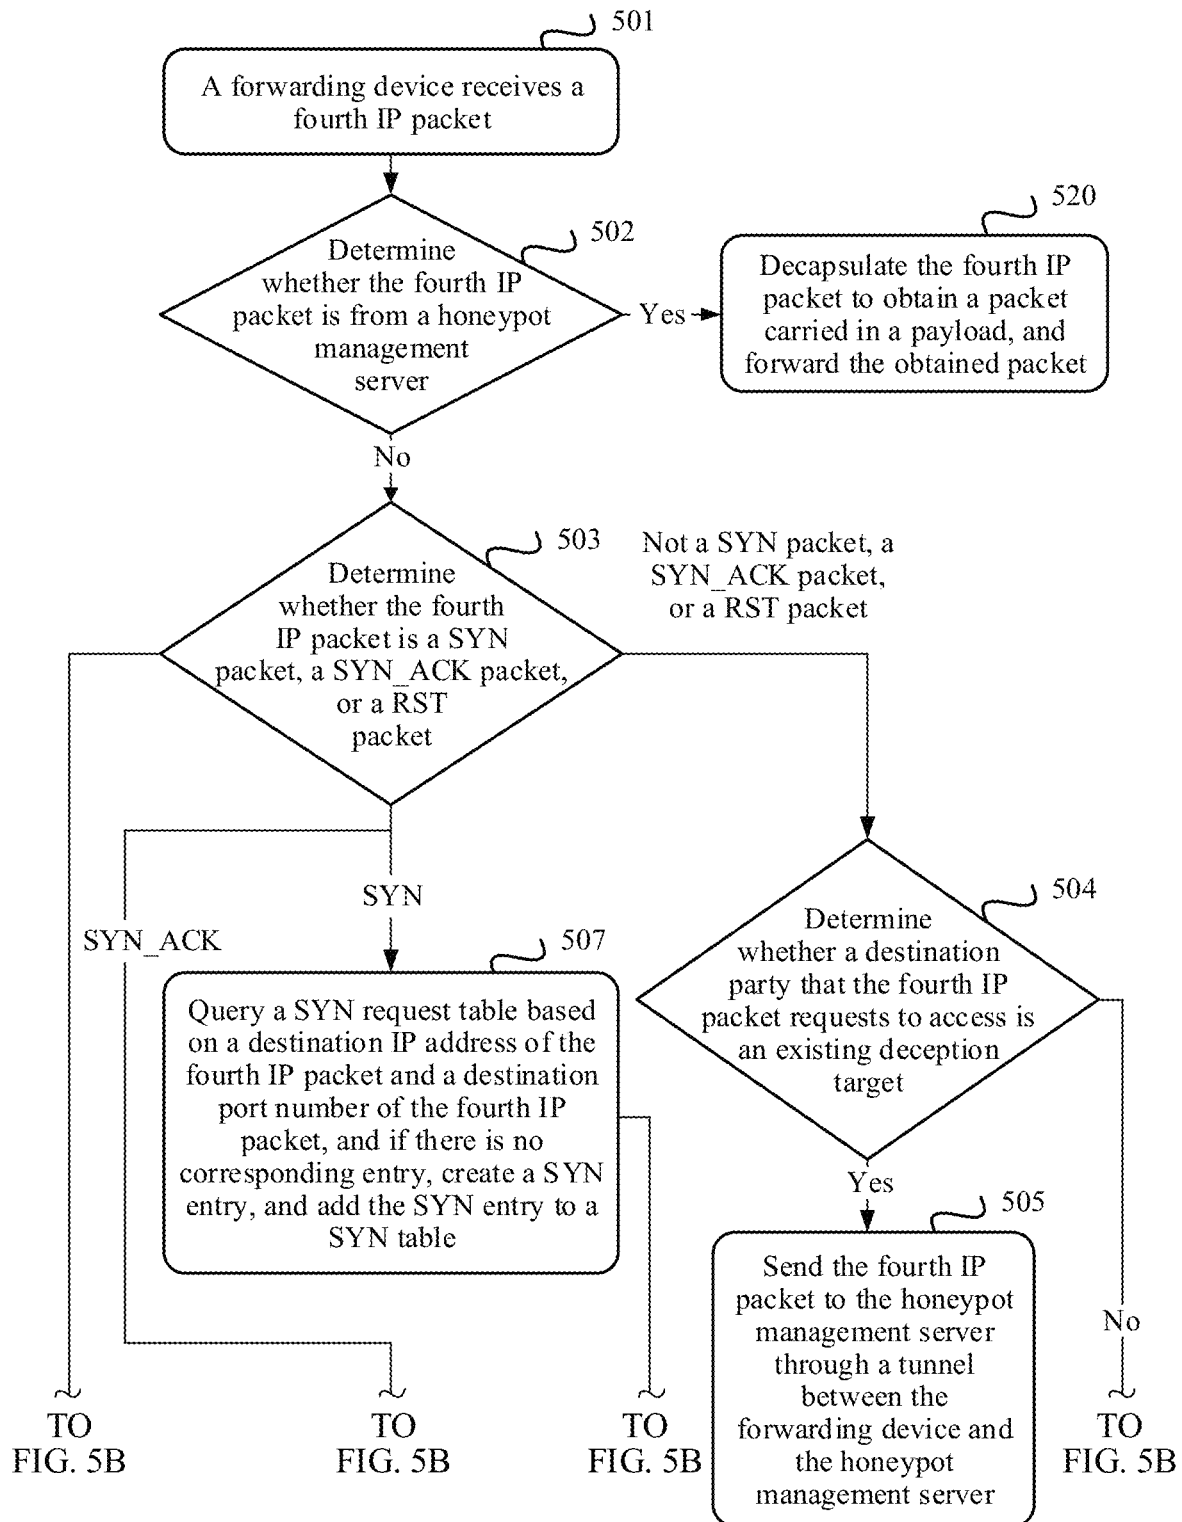 501
A forwarding device receives a
fourth IP packet
502
Determine
whether the fourth IP
packet is from a honeypot
management
server
Yes
520
Decapsulate the fourth IP
packet to obtain a packet
carried in a payload, and
forward the obtained packet
No
503
Determine
whether the fourth
IP packet is a SYN
packet, a SYN_ACK packet,
or a RST
packet
Not a SYN packet, a
SYN_ACK packet,
or a RST packet
SYN
SYN_ACK
504
Determine
whether a destination
party that the fourth IP
packet requests to access is
an existing deception
target
507
Query a SYN request table based
on a destination IP address of the
fourth IP packet and a destination
port number of the fourth IP
packet, and if there is no
corresponding entry, create a SYN
entry, and add the SYN entry to a
SYN table
Yes
505
Send the fourth IP
packet to the honeypot
management server
through a tunnel
between the
forwarding device and
the honeypot
management server
No
TO
FIG. 5B
TO
FIG. 5B
TO
FIG. 5B
TO
FIG. 5B